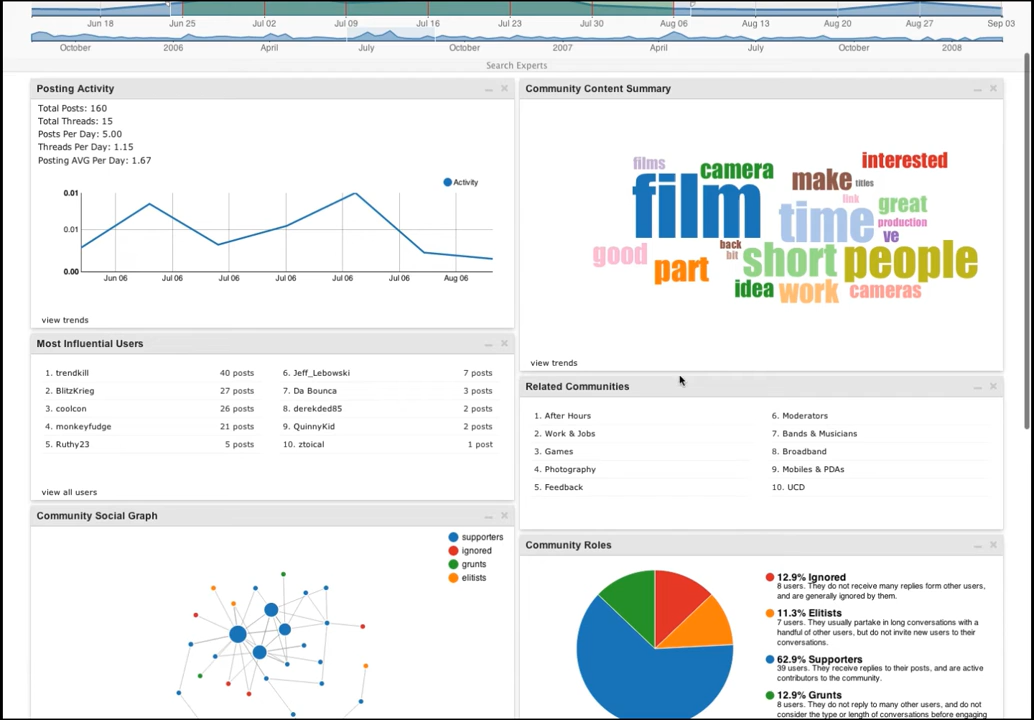 Jun 18 Jun 25 Jul 02 Jul 09 Jul 16 Jul 23 Jul 30 Aug 06 Aug 13 Aug 20 Aug 27 Sep 03
October 2006 April July October 2007 April July October 2008
Search Experts
Posting Activity
Total Posts: 160
Total Threads: 15
Posts Per Day: 5.00
Threads Per Day: 1.15
Posting AVG Per Day: 1.67
Activity
0.01
0.01
0.00
Jun 06 Jul 06 Jul 06 Jul 06 Jul 06 Jul 06 Aug 06
view trends
Community Content Summary
films
camera
interested
make
titles
film
link
great
time
production
ve
good
back
bit
part
short
people
idea
work
cameras
view trends
Most Influential Users
1. trendkill 40 posts
2. BlitzKrieg 27 posts
3. coolcon 26 posts
4. monkeyfudge 21 posts
5. Ruthy23 5 posts
6. Jeff_Lebowski 7 posts
7. Da Bounca 3 posts
8. derekded85 2 posts
9. QuinnyKid 2 posts
10. ztoical 1 post
view all users
Related Communities
1. After Hours
2. Work & Jobs
3. Games
4. Photography
5. Feedback
6. Moderators
7. Bands & Musicians
8. Broadband
9. Mobiles & PDAs
10. UCD
Community Social Graph
supporters
ignored
grunts
elitists
Community Roles
12.9% Ignored
8 users. They do not receive many replies form other users,
and are generally ignored by them.
11.3% Elitists
7 users. They usually partake in long conversations with a
handful of other users, but do not invite new users to their
conversations.
62.9% Supporters
39 users. They receive replies to their posts, and are active
contributors to the community.
12.9% Grunts
8 users. They do not reply to many other users, and do not
consider the type or length of conversations before engaging